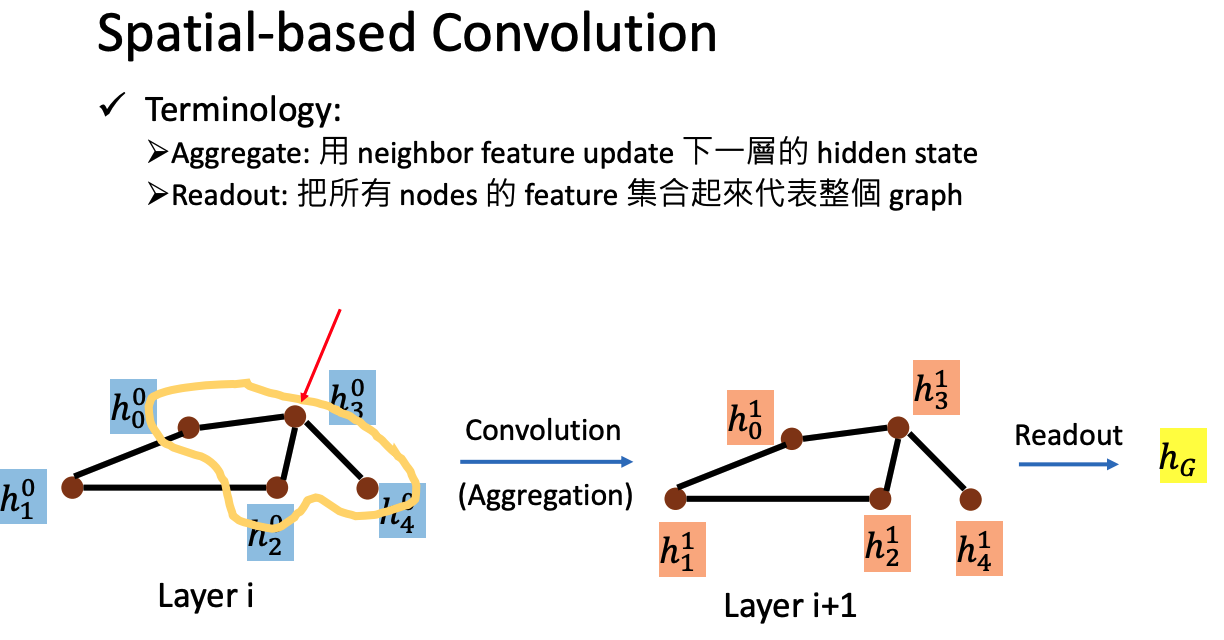 Spatial-based Convolution
✓ Terminology:
➢Aggregate: 用 neighbor feature update 下一層的 hidden state
➢Readout: 把所有 nodes 的 feature 集合起來代表整個 graph
h_0^0
h_3^0
h_1^0
h_2^0
h_4^0
Layer i
Convolution
(Aggregation)
h_0^1
h_3^1
h_1^1
h_2^1
h_4^1
Layer i+1
Readout
h_G